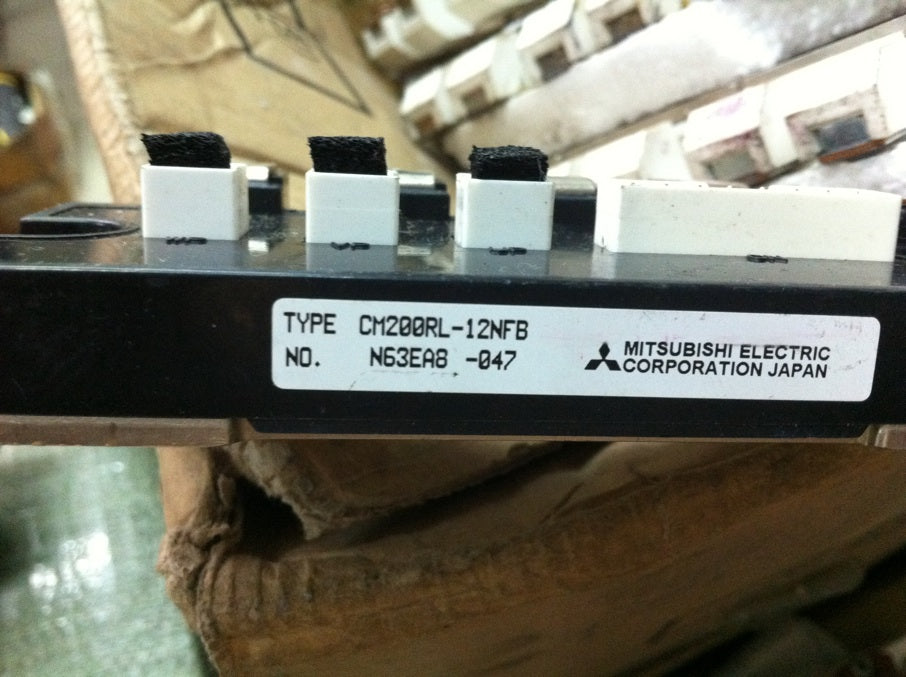 TYPE CM200RL-12NFB
NO. N63EA8 -047
MITSUBISHI ELECTRIC
CORPORATION JAPAN